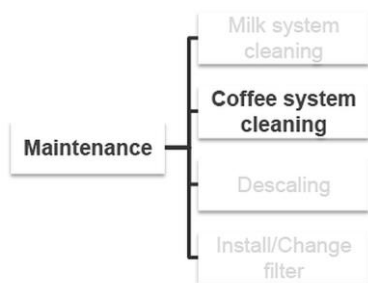 Milk system
cleaning
Coffee system
cleaning
Maintenance
Descaling
Install/Change
filter